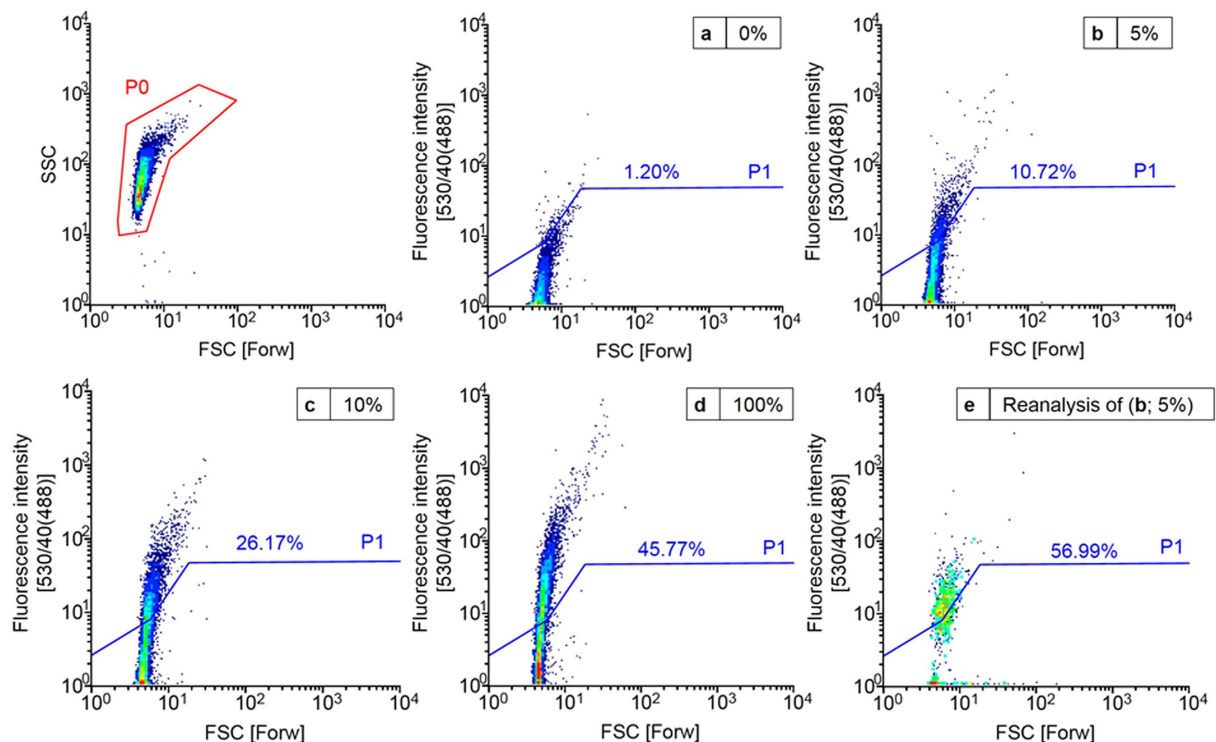 10⁴
10³
10²
10¹
10⁰
SSC
P0
10⁰ 10¹ 10² 10³ 10⁴
FSC [Forw]
a 0%
10⁴
10³
10²
10¹
10⁰
Fluorescence intensity
[530/40(488)]
1.20% P1
10⁰ 10¹ 10² 10³ 10⁴
FSC [Forw]
b 5%
10⁴
10³
10²
10¹
10⁰
Fluorescence intensity
[530/40(488)]
10.72% P1
10⁰ 10¹ 10² 10³ 10⁴
FSC [Forw]
c 10%
10⁴
10³
10²
10¹
10⁰
Fluorescence intensity
[530/40(488)]
26.17% P1
10⁰ 10¹ 10² 10³ 10⁴
FSC [Forw]
d 100%
10⁴
10³
10²
10¹
10⁰
Fluorescence intensity
[530/40(488)]
45.77% P1
10⁰ 10¹ 10² 10³ 10⁴
FSC [Forw]
e Reanalysis of (b; 5%)
10⁴
10³
10²
10¹
10⁰
Fluorescence intensity
[530/40(488)]
56.99% P1
10⁰ 10¹ 10² 10³ 10⁴
FSC [Forw]